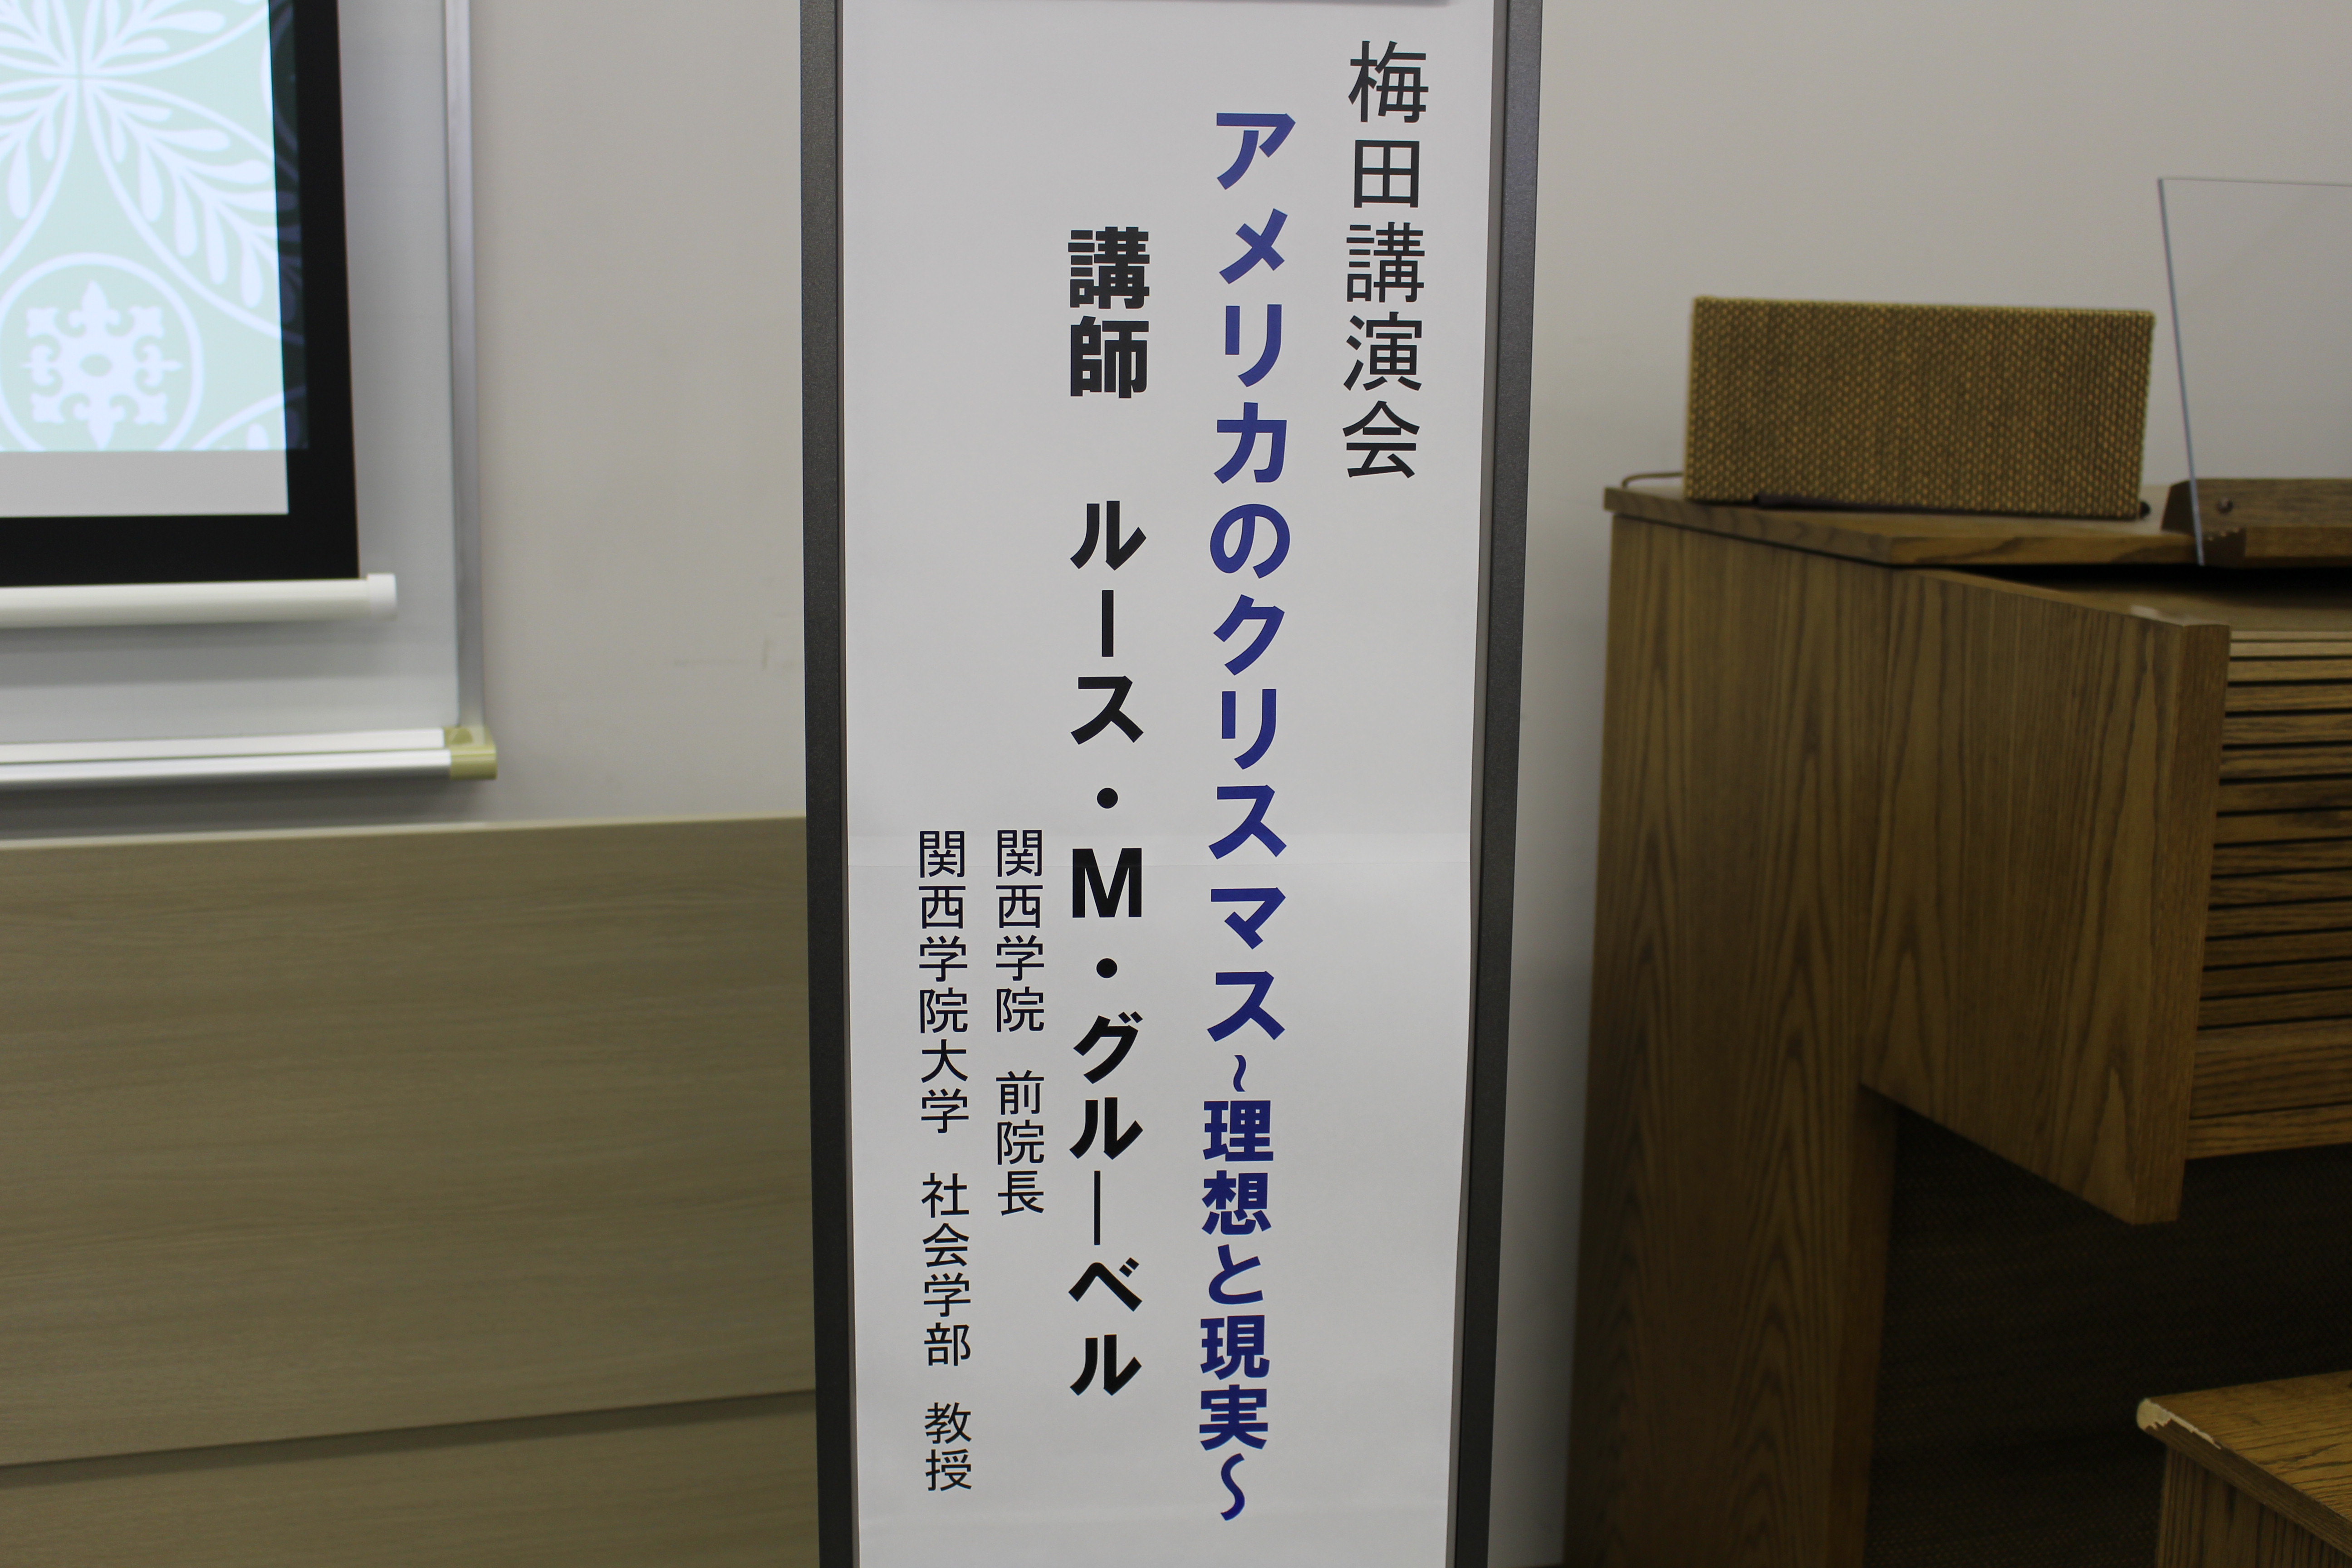 梅田講演会
アメリカのクリスマス~理想と現実~
講師 ルース・M・グルーベル
関西学院 前院長
関西学院大学 社会学部 教授